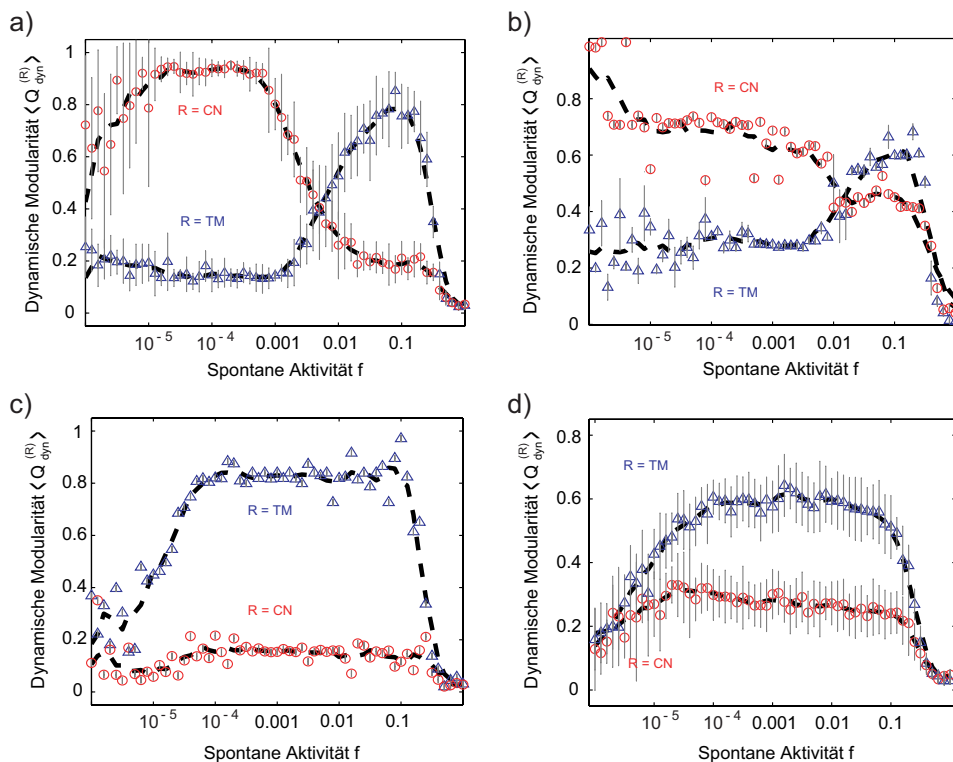 a)
Dynamische Modularität ⟨ Q dyn (R) ⟩
1
0.8
0.6
0.4
0.2
0
R = CN
R = TM
10 -5
10 -4
0.001
0.01
0.1
Spontane Aktivität f
b)
Dynamische Modularität ⟨ Q dyn (R) ⟩
0.8
0.6
0.4
0.2
0
R = CN
R = TM
10 -5
10 -4
0.001
0.01
0.1
Spontane Aktivität f
c)
Dynamische Modularität ⟨ Q dyn (R) ⟩
1
0.8
0.6
0.4
0.2
0
R = TM
R = CN
10 -5
10 -4
0.001
0.01
0.1
Spontane Aktivität f
d)
Dynamische Modularität ⟨ Q dyn (R) ⟩
0.8
0.6
0.4
0.2
0
R = TM
R = CN
10 -5
10 -4
0.001
0.01
0.1
Spontane Aktivität f